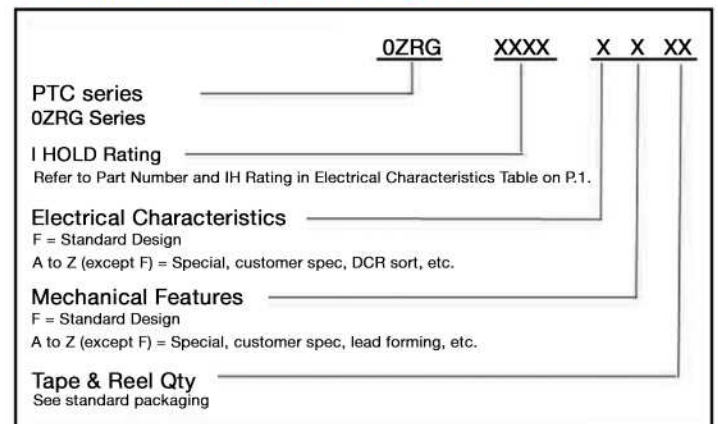 0ZRG XXXX X X XX
PTC series
0ZRG Series
I HOLD Rating
Refer to Part Number and IH Rating in Electrical Characteristics Table on P.1.
Electrical Characteristics
F = Standard Design
A to Z (except F) = Special, customer spec, DCR sort, etc.
Mechanical Features
F = Standard Design
A to Z (except F) = Special, customer spec, lead forming, etc.
Tape & Reel Qty
See standard packaging